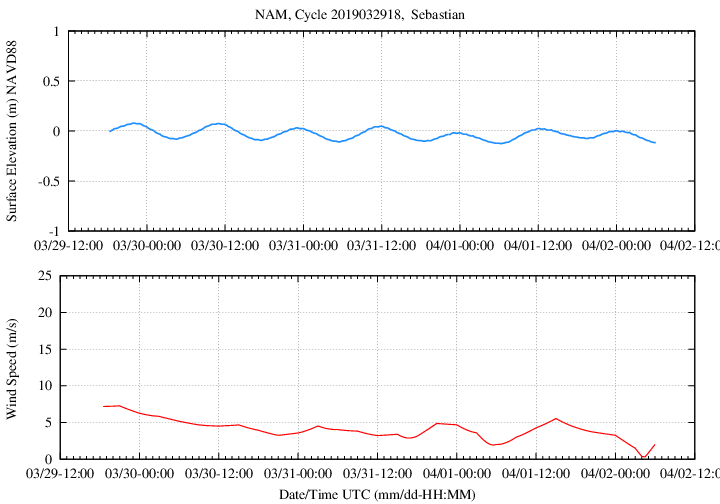 NAM, Cycle 2019032918,  Sebastian
Surface Elevation (m) NAVD88
1
0.5
0
-0.5
-1
03/29-12:00 03/30-00:00 03/30-12:00 03/31-00:00 03/31-12:00 04/01-00:00 04/01-12:00 04/02-00:00 04/02-12:0
Wind Speed (m/s)
25
20
15
10
5
0
03/29-12:00 03/30-00:00 03/30-12:00 03/31-00:00 03/31-12:00 04/01-00:00 04/01-12:00 04/02-00:00 04/02-12:0
Date/Time UTC (mm/dd-HH:MM)